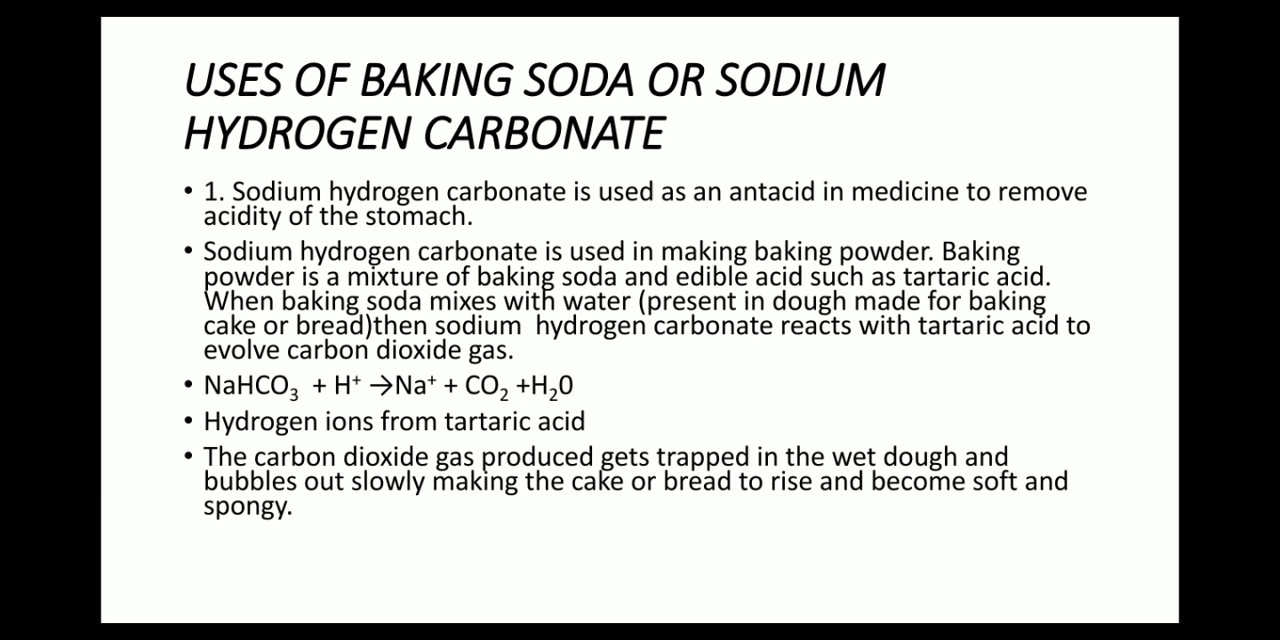 USES OF BAKING SODA OR SODIUM
HYDROGEN CARBONATE
• 1. Sodium hydrogen carbonate is used as an antacid in medicine to remove
acidity of the stomach.
• Sodium hydrogen carbonate is used in making baking powder. Baking
powder is a mixture of baking soda and edible acid such as tartaric acid.
When baking soda mixes with water (present in dough made for baking
cake or bread)then sodium  hydrogen carbonate reacts with tartaric acid to
evolve carbon dioxide gas.
• NaHCO₃ + H⁺ →Na⁺ + CO₂ +H₂0
• Hydrogen ions from tartaric acid
• The carbon dioxide gas produced gets trapped in the wet dough and
bubbles out slowly making the cake or bread to rise and become soft and
spongy.